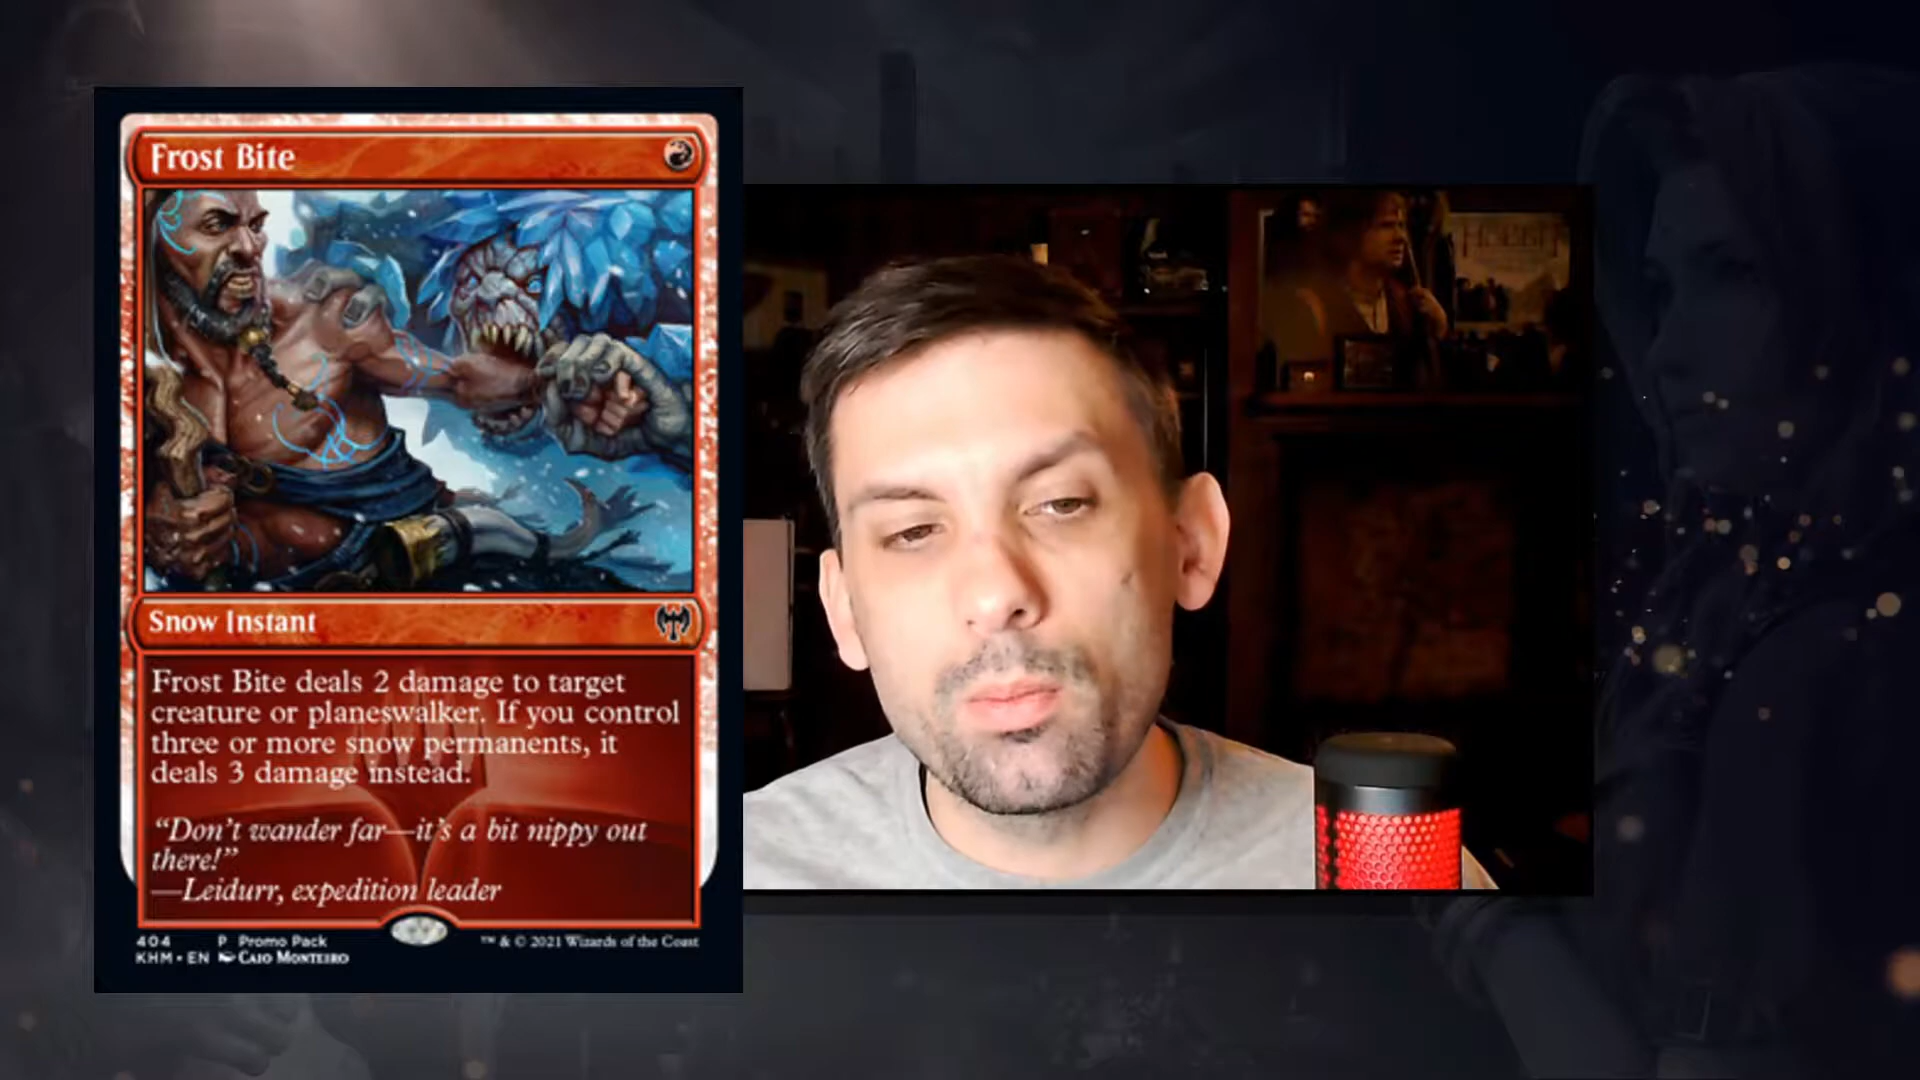 Frost Bite
Snow Instant
Frost Bite deals 2 damage to target
creature or planeswalker. If you control
three or more snow permanents, it
deals 3 damage instead.
“Don’t wander far—it’s a bit nippy out
there!”
—Leidurr, expedition leader
404 P Promo Pack
KHM • EN Caio Monteiro
™ & © 2021 Wizards of the Coast
HOBBIT